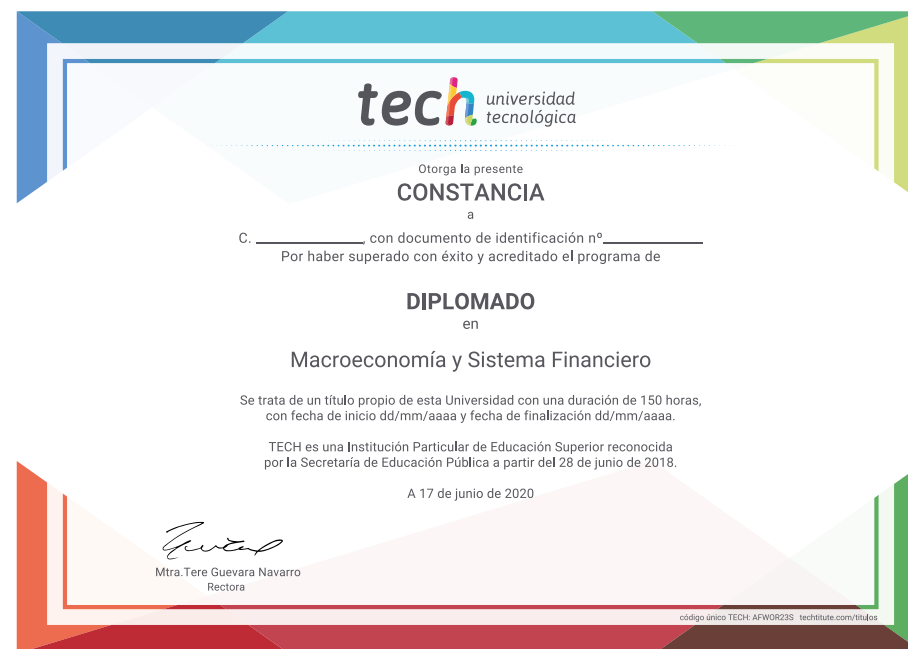 tech universidad
tecnológica
Otorga la presente
CONSTANCIA
a
C. ____________, con documento de identificación nº____________
Por haber superado con éxito y acreditado el programa de
DIPLOMADO
en
Macroeconomía y Sistema Financiero
Se trata de un título propio de esta Universidad con una duración de 150 horas,
con fecha de inicio dd/mm/aaaa y fecha de finalización dd/mm/aaaa.
TECH es una Institución Particular de Educación Superior reconocida
por la Secretaría de Educación Pública a partir del 28 de junio de 2018.
A 17 de junio de 2020
Mtra.Tere Guevara Navarro
Rectora
código único TECH: AFWOR23S techtitute.com/titulos